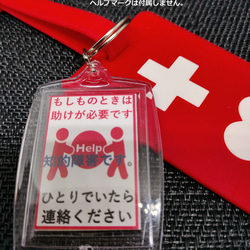 ヘルプマークは付属しません。
もしものときは
助けが必要です
Help
知的障害です。
ひとりでいたら
連絡ください